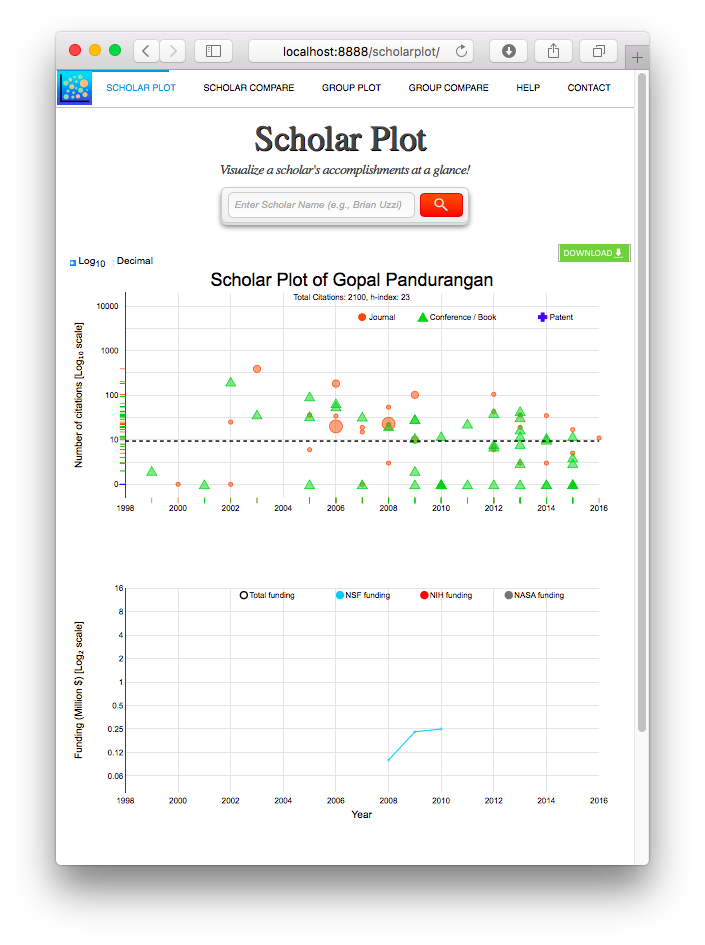 localhost:8888/scholarplot/
SCHOLAR PLOT SCHOLAR COMPARE GROUP PLOT GROUP COMPARE HELP CONTACT
Scholar Plot
Visualize a scholar's accomplishments at a glance!
Enter Scholar Name (e.g., Brian Uzzi)
DOWNLOAD
Log10 Decimal
Scholar Plot of Gopal Pandurangan
Total Citations: 2100, h-index: 23
Journal Conference / Book Patent
Number of citations [Log10 scale]
10000
1000
100
10
0
1998 2000 2002 2004 2006 2008 2010 2012 2014 2016
Total funding NSF funding NIH funding NASA funding
Funding (Million $) [Log2 scale]
16
8
4
2
1
0.5
0.25
0.12
0.06
1998 2000 2002 2004 2006 2008 2010 2012 2014 2016
Year